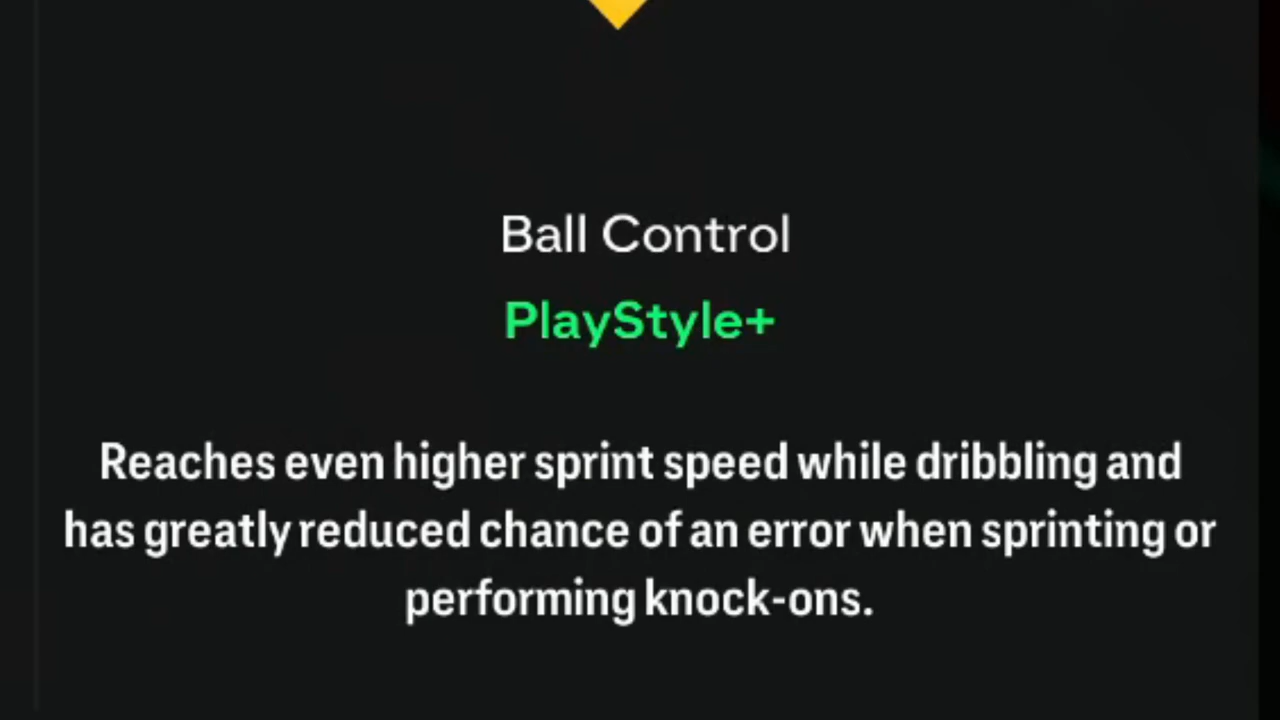 Ball Control
PlayStyle+
Reaches even higher sprint speed while dribbling and
has greatly reduced chance of an error when sprinting or
performing knock-ons.